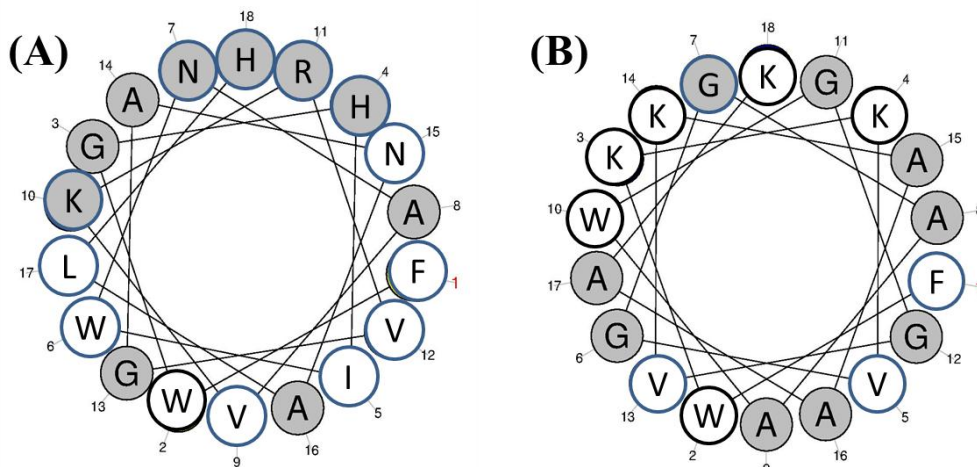 (A)
18
7 11
N H R
14 4
A H
3 15
G N
10 K A 8
L F
17 1
W V
6 12
G I
13 5
W V A
2 9 16
(B)
18
7 11
G K G
14 4
K K
3 15
K A
10 W A
A F
17
G G
6 12
V V
13 5
W A A
2 16